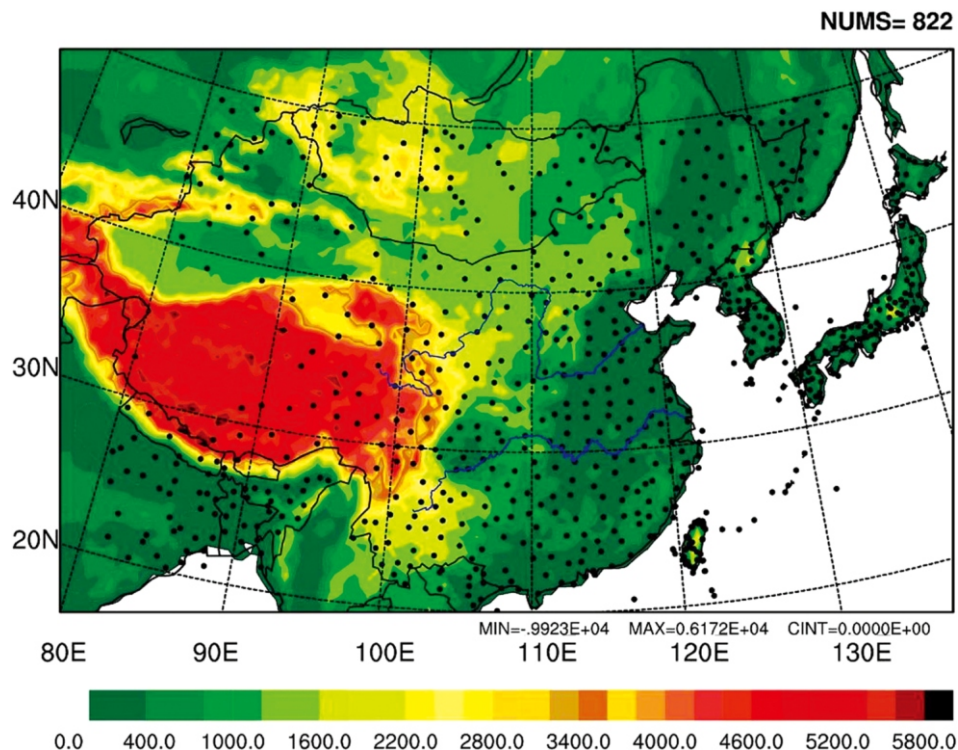 NUMS= 822
40N
30N
20N
MIN=-.9923E+04 MAX=0.6172E+04 CINT=0.0000E+00
80E 90E 100E 110E 120E 130E
0.0 400.0 1000.0 1600.0 2200.0 2800.0 3400.0 4000.0 4600.0 5200.0 5800.0